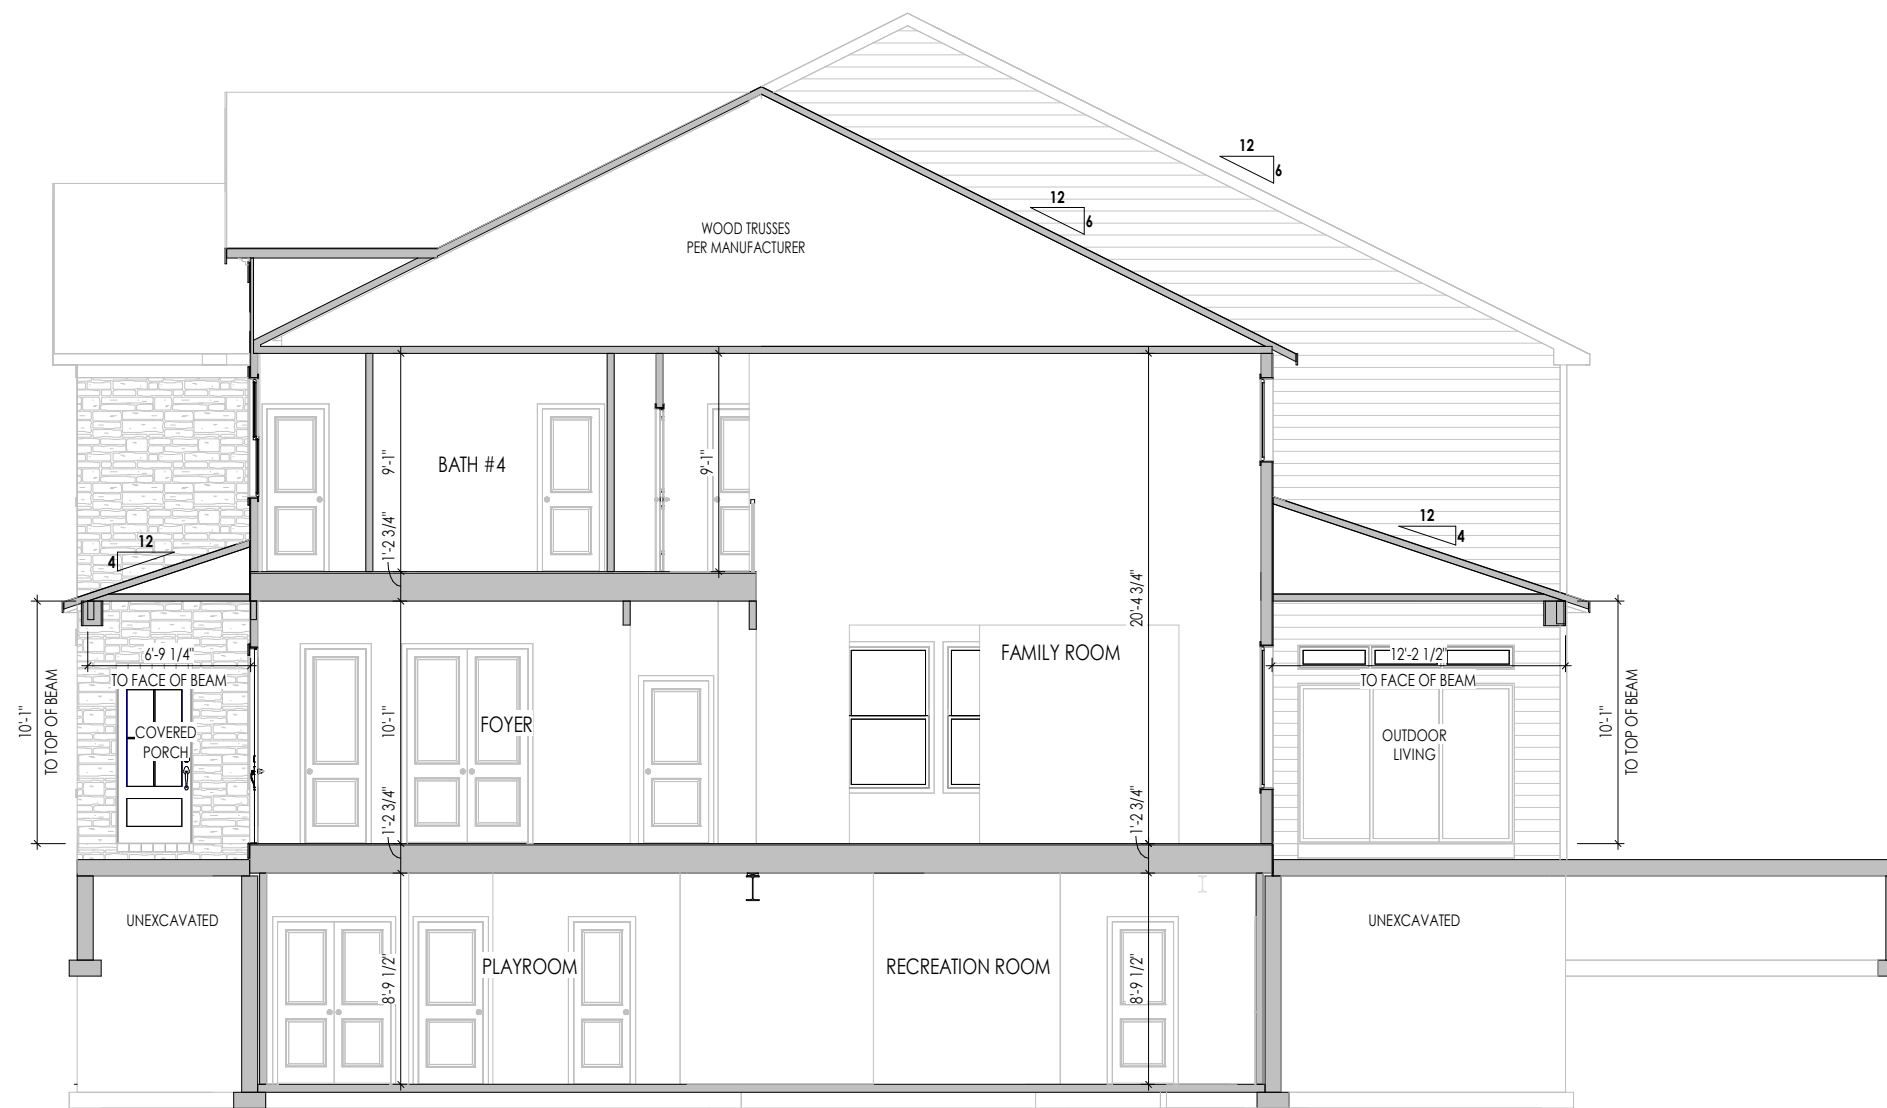 12
6
12
6
WOOD TRUSSES
PER MANUFACTURER
9'-1"
BATH #4
9'-1"
1'-2 3/4"
12
4
12
4
20'-4 3/4"
6'-9 1/4"
TO FACE OF BEAM
FAMILY ROOM
12'-2 1/2"
TO FACE OF BEAM
10'-1"
TO TOP OF BEAM
COVERED
PORCH
10'-1"
FOYER
OUTDOOR
LIVING
10'-1"
TO TOP OF BEAM
1'-2 3/4"
1'-2 3/4"
UNEXCAVATED
UNEXCAVATED
8'-9 1/2"
PLAYROOM
RECREATION ROOM
8'-9 1/2"